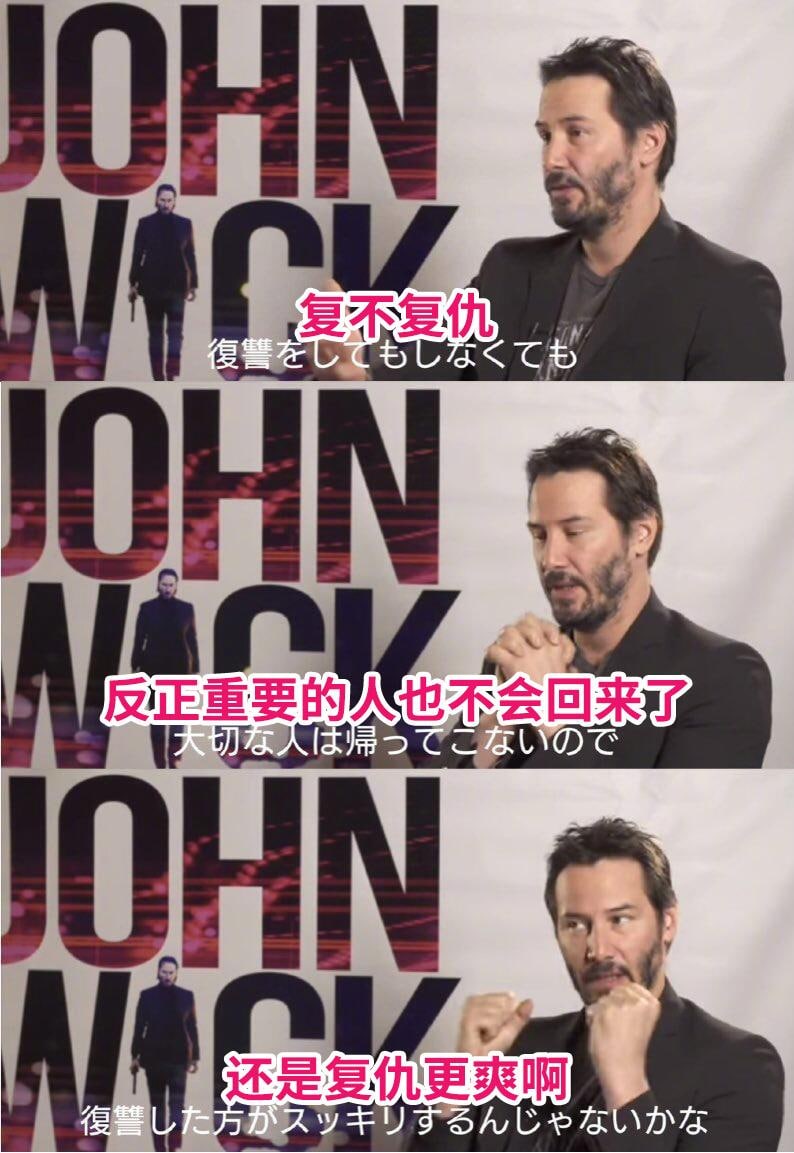 JOHN
WICK
复不复仇
復讐をしてもしなくても
JOHN
WICK
反正重要的人也不会回来了
大切な人は帰ってこないので
JOHN
WICK
还是复仇更爽啊
復讐した方がスッキリするんじゃないかな